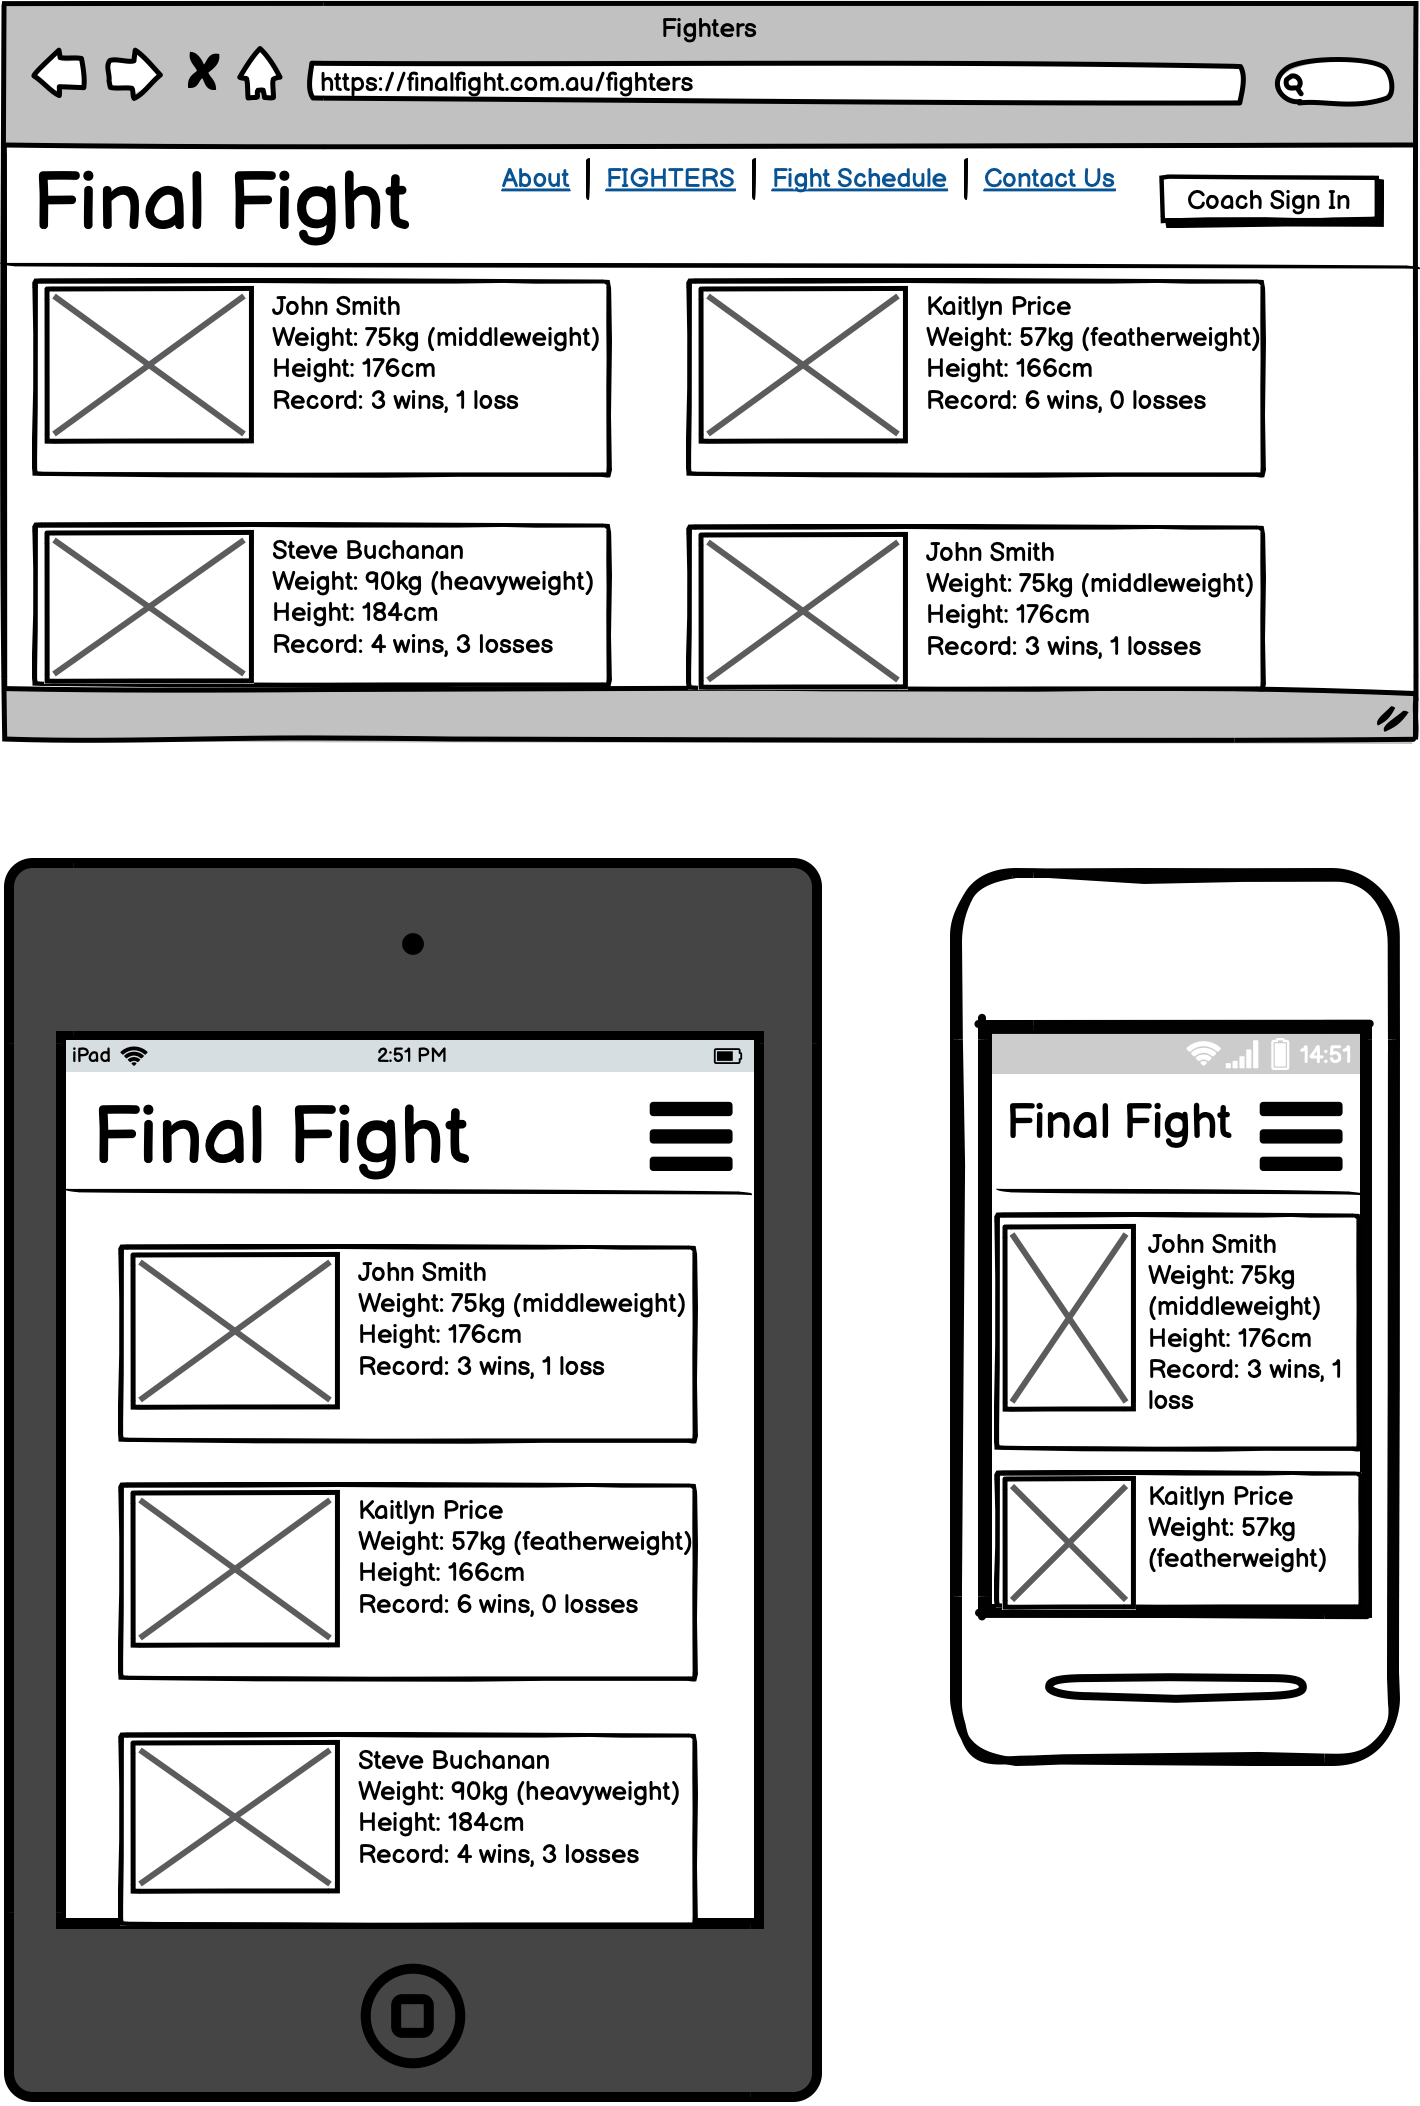 Fighters
https://finalfight.com.au/fighters
Final Fight
About
FIGHTERS
Fight Schedule
Contact Us
Coach Sign In
John Smith
Weight: 75kg (middleweight)
Height: 176cm
Record: 3 wins, 1 loss
Kaitlyn Price
Weight: 57kg (featherweight)
Height: 166cm
Record: 6 wins, 0 losses
Steve Buchanan
Weight: 90kg (heavyweight)
Height: 184cm
Record: 4 wins, 3 losses
John Smith
Weight: 75kg (middleweight)
Height: 176cm
Record: 3 wins, 1 losses
iPad
2:51 PM
Final Fight
John Smith
Weight: 75kg (middleweight)
Height: 176cm
Record: 3 wins, 1 loss
Kaitlyn Price
Weight: 57kg (featherweight)
Height: 166cm
Record: 6 wins, 0 losses
Steve Buchanan
Weight: 90kg (heavyweight)
Height: 184cm
Record: 4 wins, 3 losses
14:51
Final Fight
John Smith
Weight: 75kg
(middleweight)
Height: 176cm
Record: 3 wins, 1
loss
Kaitlyn Price
Weight: 57kg
(featherweight)